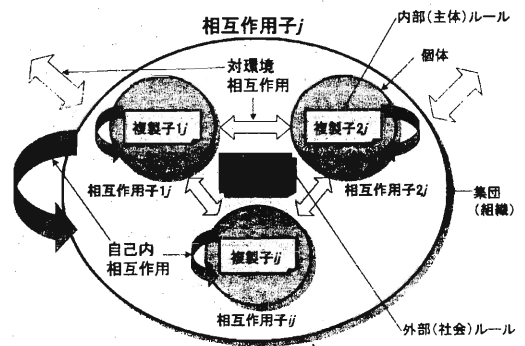 相互作用子j
内部(主体)ルール
対環境
相互作用
個体
複製子1j
複製子2j
相互作用子1j
相互作用子2j
集団
(組織)
自己内
相互作用
複製子ij
相互作用子ij
外部(社会)ルール